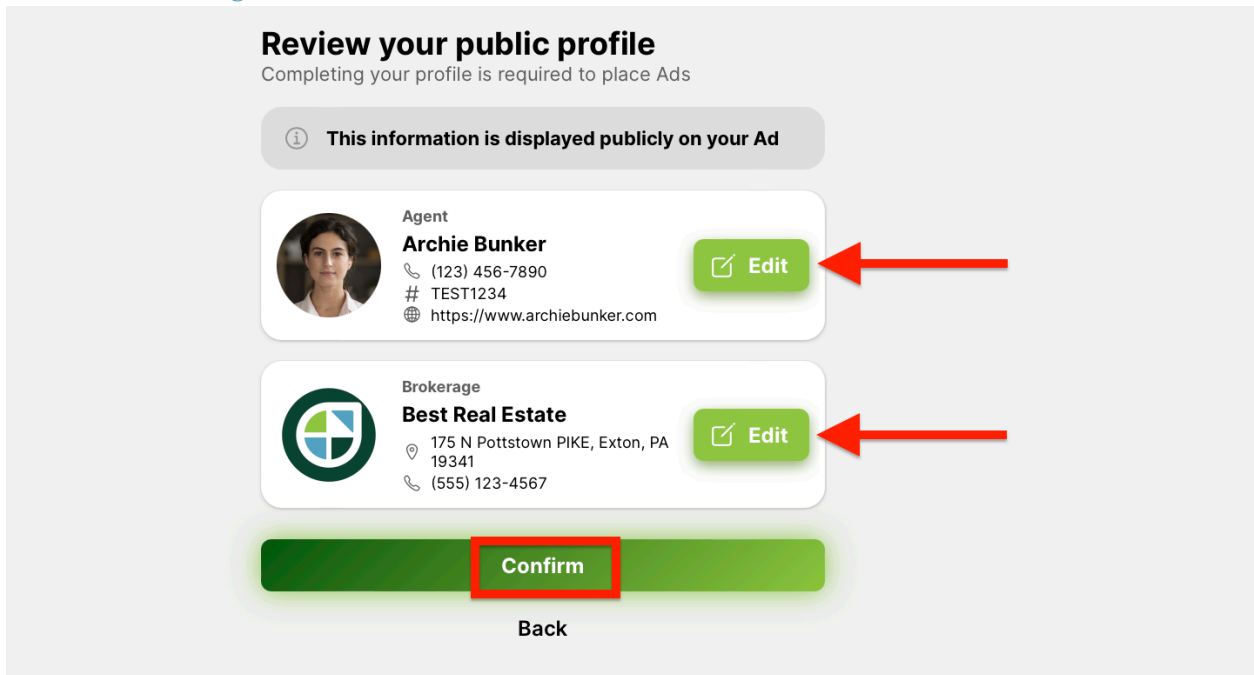 Review your public profile
Completing your profile is required to place Ads
This information is displayed publicly on your Ad
Agent
Archie Bunker
(123) 456-7890
# TEST1234
https://www.archiebunker.com
Edit
Brokerage
Best Real Estate
175 N Pottstown PIKE, Exton, PA
19341
(555) 123-4567
Edit
Confirm
Back